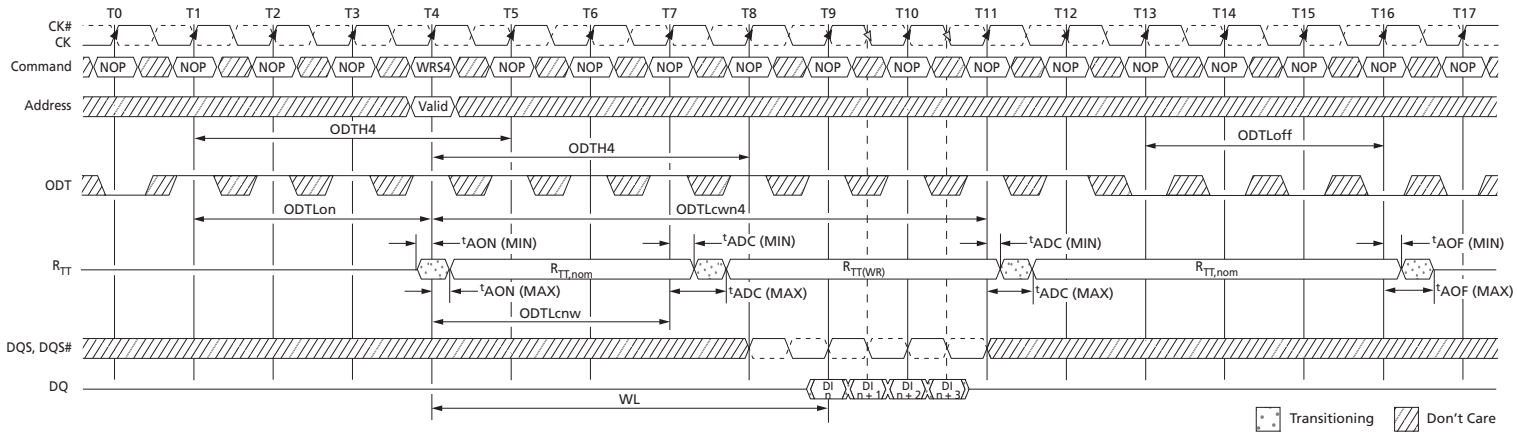 T0 T1 T2 T3 T4 T5 T6 T7 T8 T9 T10 T11 T12 T13 T14 T15 T16 T17
CK#
CK
Command NOP NOP NOP NOP WRS4 NOP NOP NOP NOP NOP NOP NOP NOP NOP NOP NOP NOP NOP
Address Valid
ODTH4 ODTLoff
ODTH4
ODT
ODTLon ODTLcwn4
tAON (MIN) tADC (MIN) tADC (MIN) tAOF (MIN)
RTT RTT,nom RTT(WR) RTT,nom
tAON (MAX) tADC (MAX) tADC (MAX) tAOF (MAX)
ODTLcnw
DQS, DQS#
DQ DI n DI n + 1 DI n + 2 DI n + 3
WL
Transitioning Don't Care